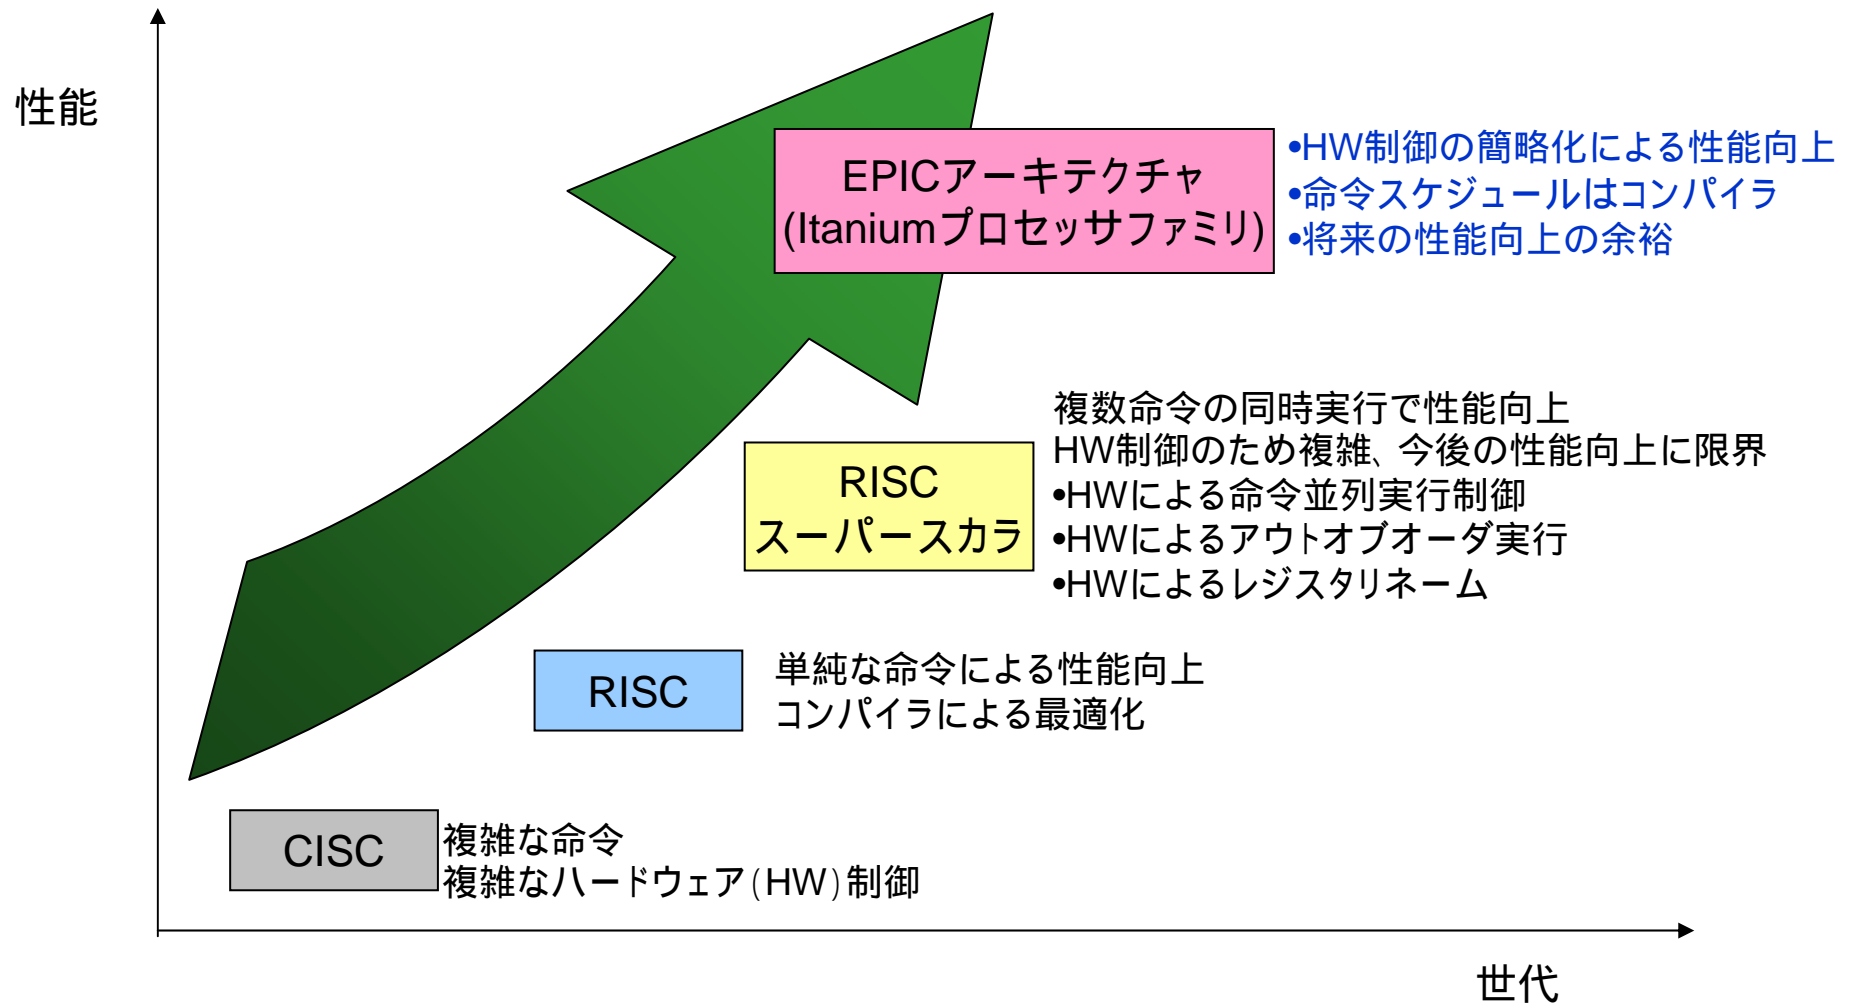 性能
EPICアーキテクチャ
(Itaniumプロセッサファミリ)
•HW制御の簡略化による性能向上
•命令スケジュールはコンパイラ
•将来の性能向上の余裕
RISC
スーパースカラ
複数命令の同時実行で性能向上
HW制御のため複雑、今後の性能向上に限界
•HWによる命令並列実行制御
•HWによるアウトオブオーダ実行
•HWによるレジスタリネーム
RISC
単純な命令による性能向上
コンパイラによる最適化
CISC
複雑な命令
複雑なハードウェア(HW)制御
世代